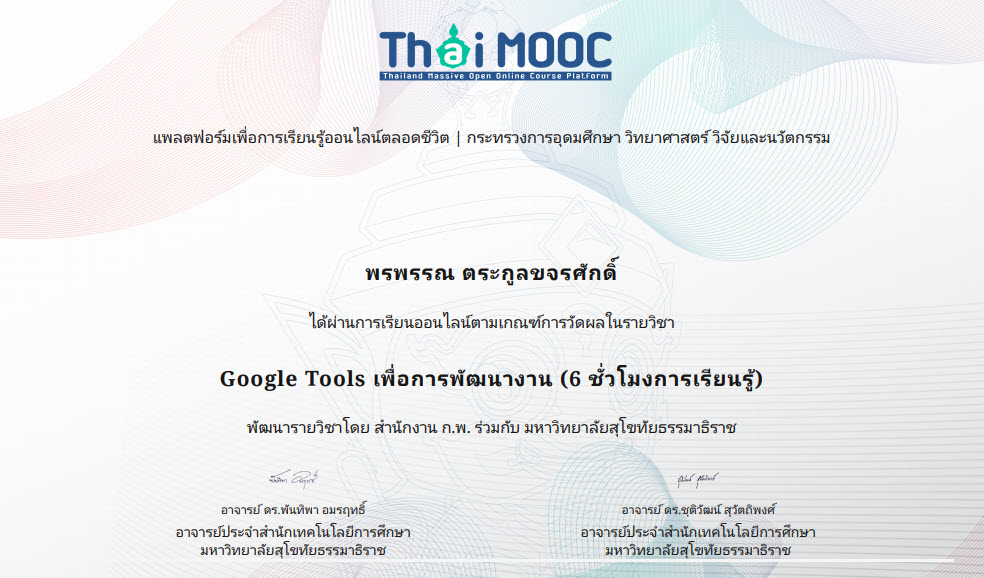 Thai MOOC
Thailand Massive Open Online Course Platform
แพลตฟอร์มเพื่อการเรียนรู้ออนไลน์ตลอดชีวิต | กระทรวงการอุดมศึกษา วิทยาศาสตร์ วิจัยและนวัตกรรม
พรพรรณ ตระกูลขจรศักดิ์
ได้ผ่านการเรียนออนไลน์ตามเกณฑ์การวัดผลในรายวิชา
Google Tools เพื่อการพัฒนางาน (6 ชั่วโมงการเรียนรู้)
พัฒนารายวิชาโดย สำนักงาน ก.พ. ร่วมกับ มหาวิทยาลัยสุโขทัยธรรมาธิราช
อาจารย์ ดร.พันทิพา อมรฤทธิ์
อาจารย์ประจำสำนักเทคโนโลยีการศึกษา
มหาวิทยาลัยสุโขทัยธรรมาธิราช
อาจารย์ ดร.ชุติวัฒน์ สุวัตถิพงศ์
อาจารย์ประจำสำนักเทคโนโลยีการศึกษา
มหาวิทยาลัยสุโขทัยธรรมาธิราช